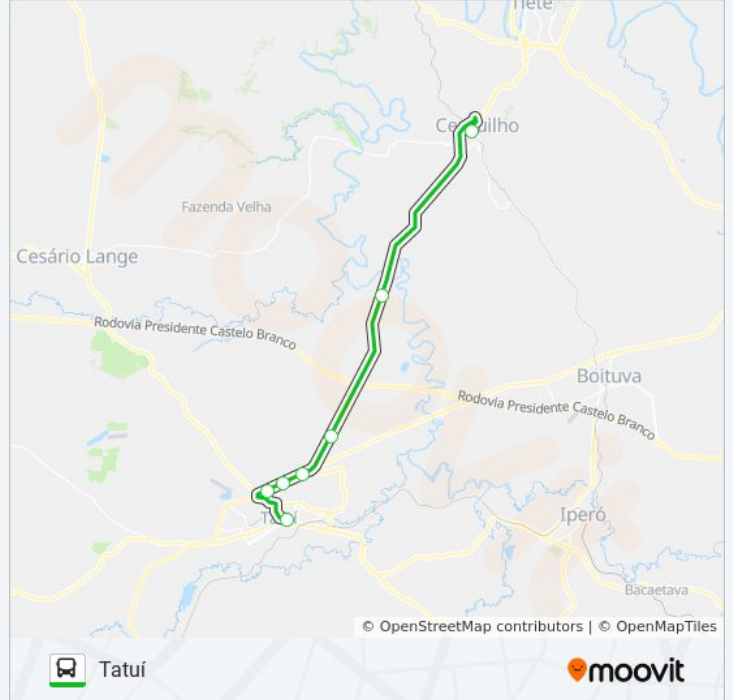 Tietê
Fazenda Velha
Cesário Lange
Rodovia Presidente Castelo Branco
Boituva
Rodovia Presidente Castelo Branco
Iperó
Bacaetava
© OpenStreetMap contributors | © OpenMapTiles
Tatuí
moovit